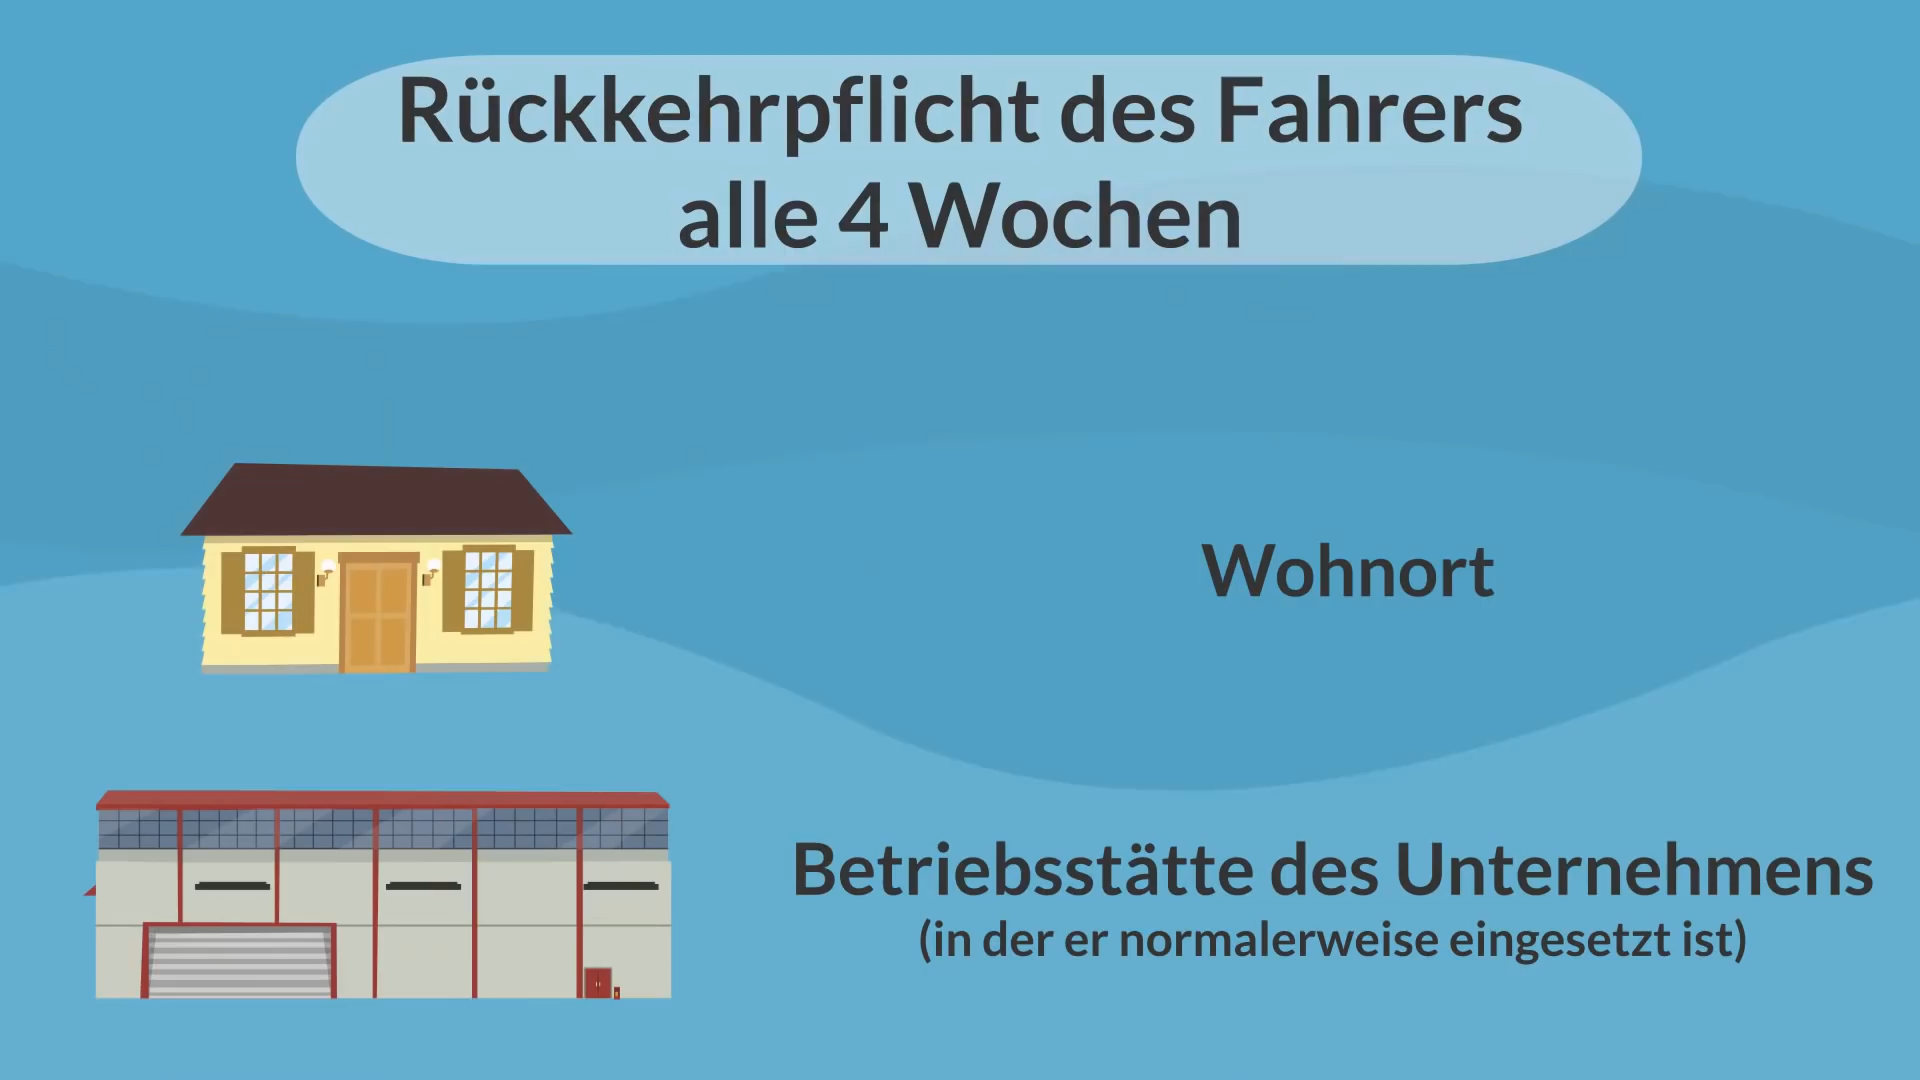 Rückkehrpflicht des Fahrers
alle 4 Wochen
Wohnort
Betriebsstätte des Unternehmens
(in der er normalerweise eingesetzt ist)